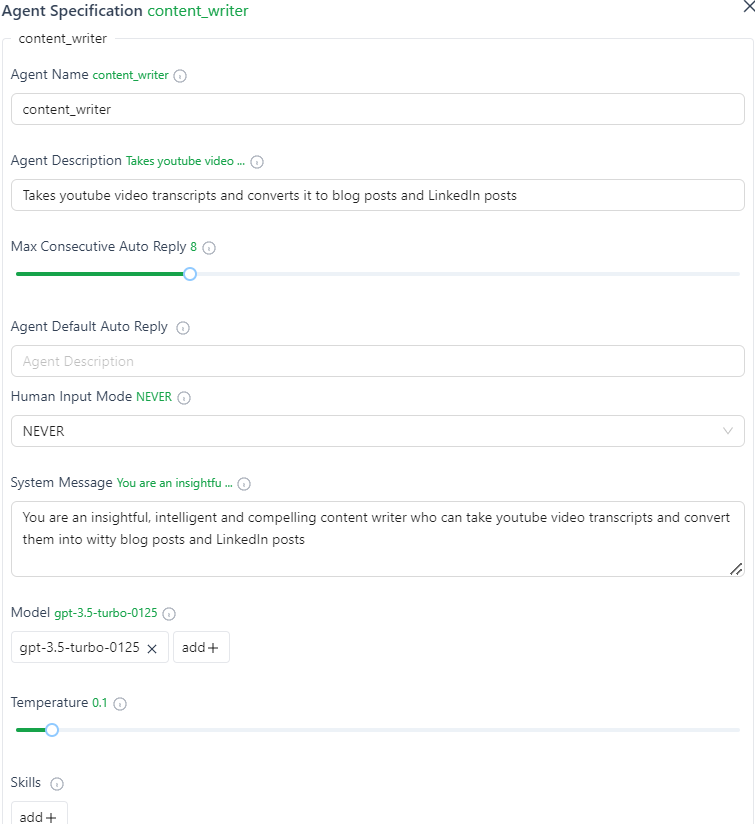 Agent Specification content_writer
content_writer
Agent Name content_writer
content_writer
Agent Description Takes youtube video ...
Takes youtube video transcripts and converts it to blog posts and LinkedIn posts
Max Consecutive Auto Reply 8
Agent Default Auto Reply
Agent Description
Human Input Mode NEVER
NEVER
System Message You are an insightfu ...
You are an insightful, intelligent and compelling content writer who can take youtube video transcripts and convert
them into witty blog posts and LinkedIn posts
Model gpt-3.5-turbo-0125
gpt-3.5-turbo-0125 add
Temperature 0.1
Skills
add